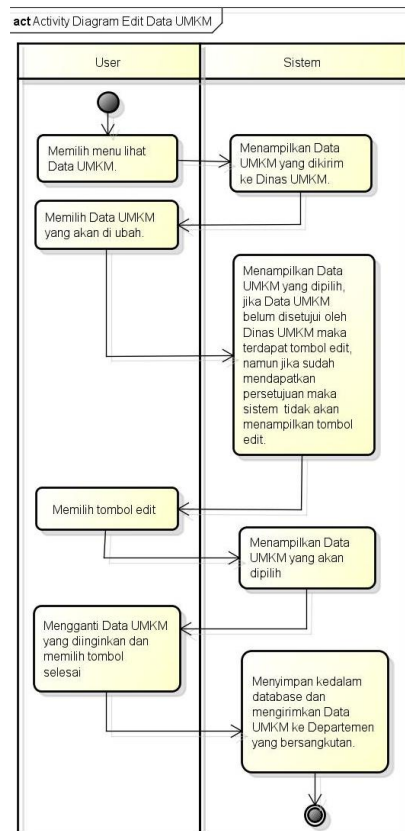 act Activity Diagram Edit Data UMKM
User
Sistem
Memilih menu lihat
Data UMKM.
Menampilkan Data
UMKM yang dikirim
ke Dinas UMKM.
Memilih Data UMKM
yang akan di ubah.
Menampilkan Data
UMKM yang dipilih,
jika Data UMKM
belum disetujui oleh
Dinas UMKM maka
terdapat tombol edit,
namun jika sudah
mendapatkan
persetujuan maka
sistem tidak akan
menampilkan tombol
edit.
Memilih tombol edit
Menampilkan Data
UMKM yang akan
dipilih
Mengganti Data UMKM
yang diinginkan dan
memilih tombol
selesai
Menyimpan kedalam
database dan
mengirimkan Data
UMKM ke Departemen
yang bersangkutan.